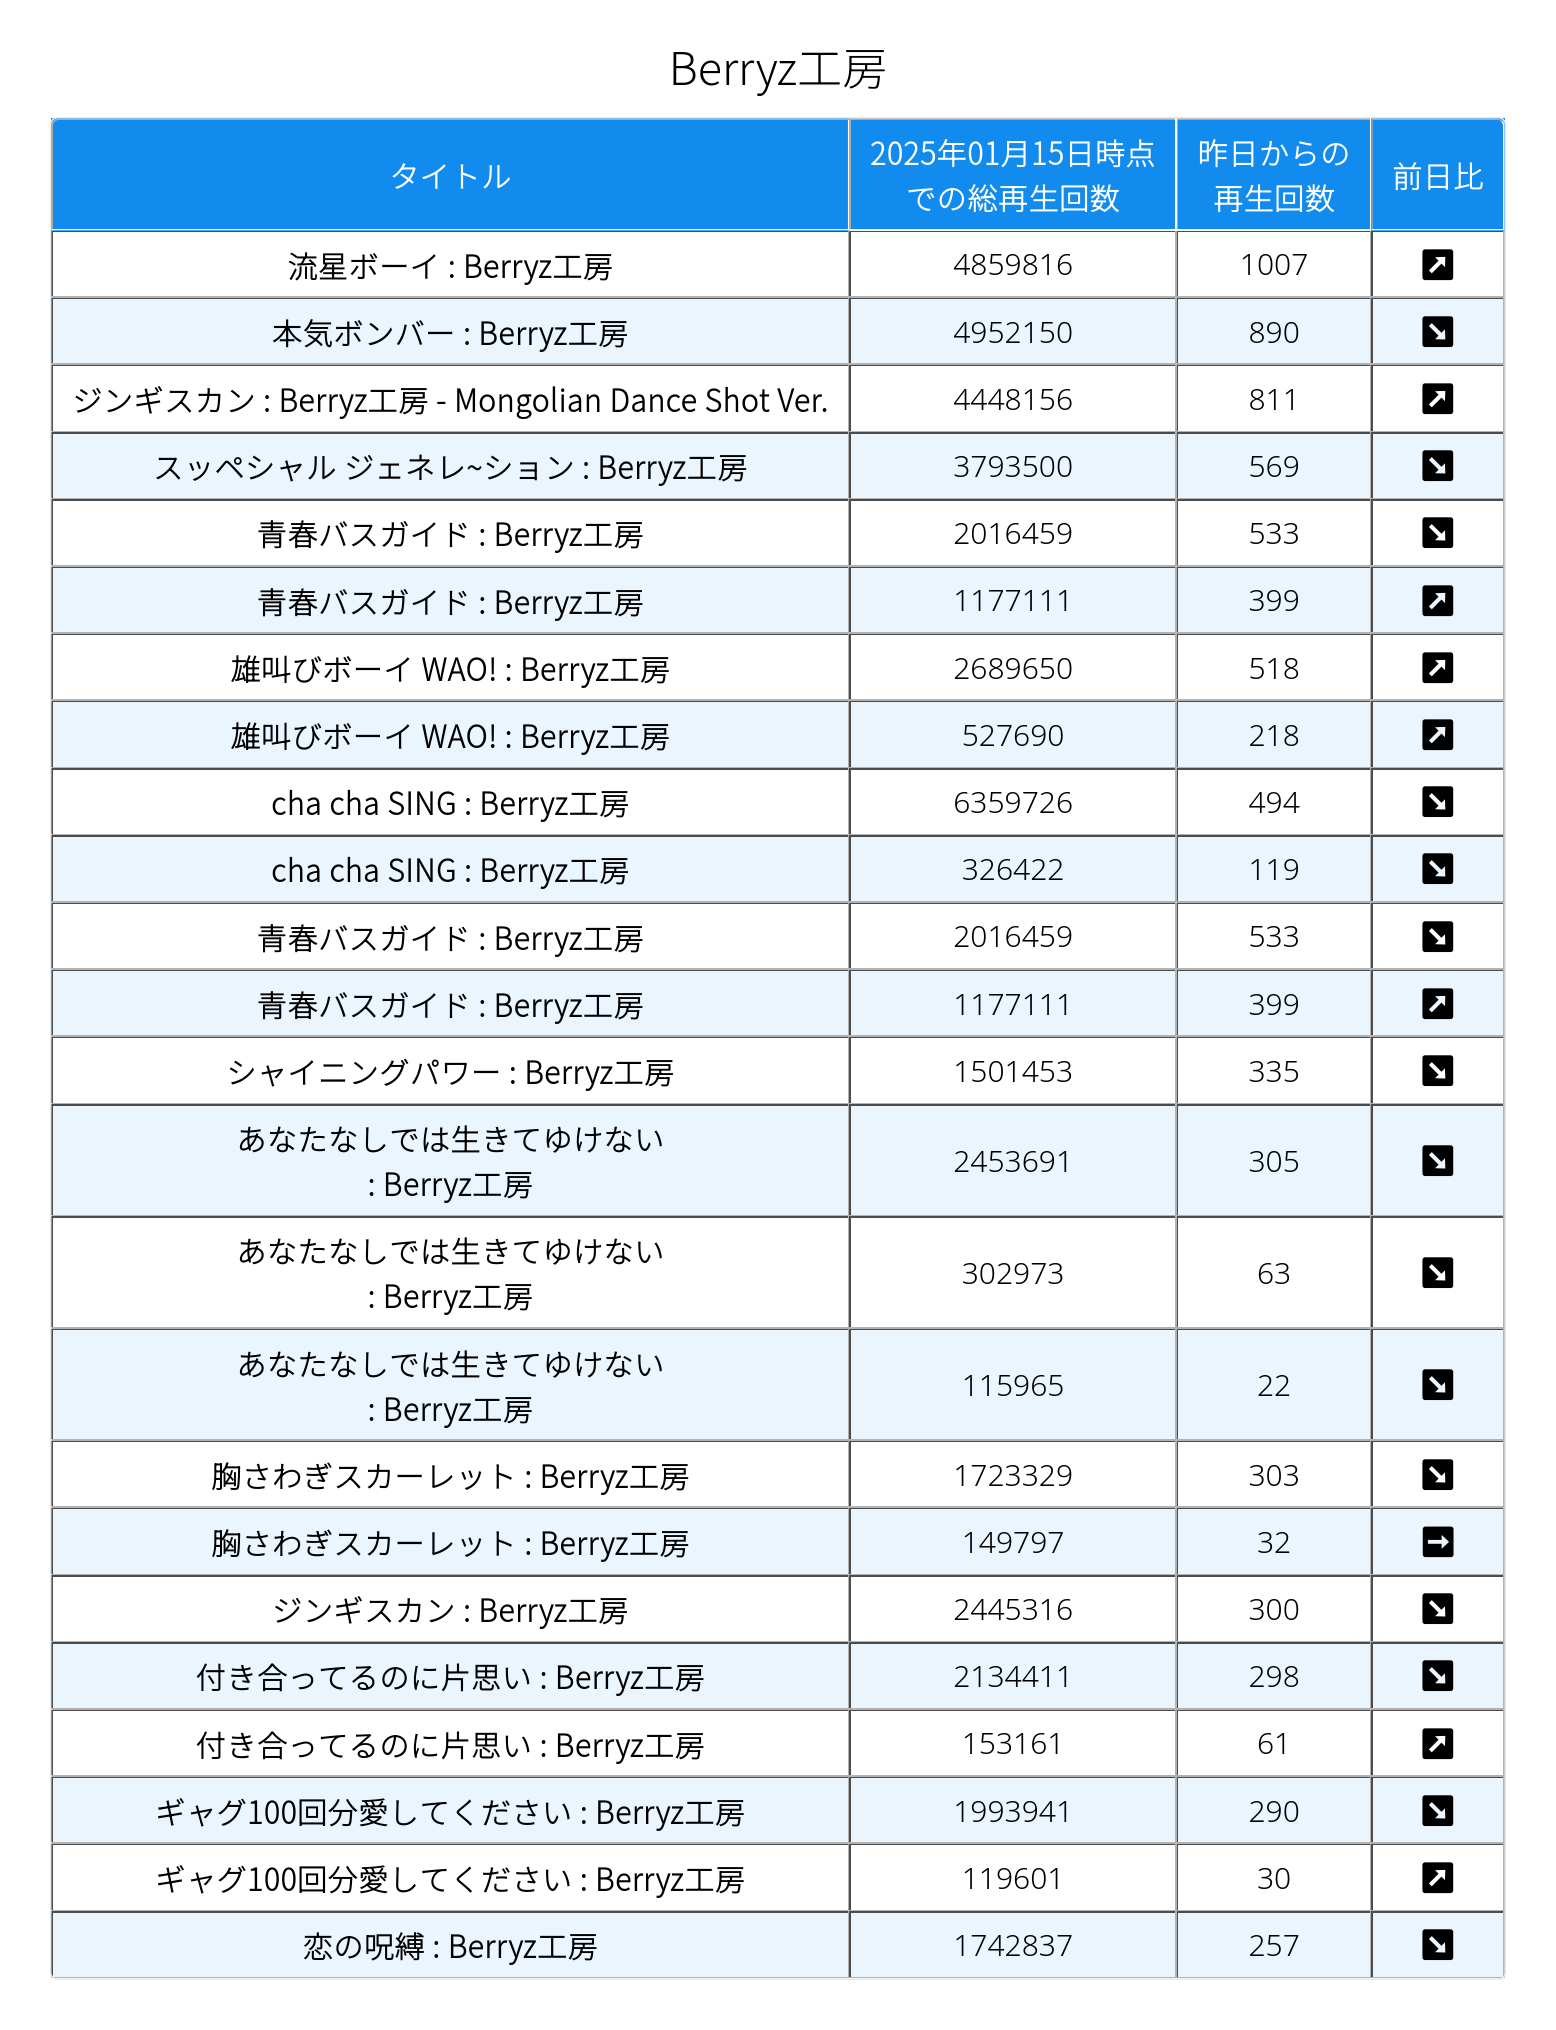 Berryz工房
タイトル 2025年01月15日時点 昨日からの 前日比
での総再生回数 再生回数
流星ボーイ : Berryz工房 4859816 1007 ↗
本気ボンバー : Berryz工房 4952150 890 ↘
ジンギスカン : Berryz工房 - Mongolian Dance Shot Ver. 4448156 811 ↗
スッペシャル ジェネレ~ション : Berryz工房 3793500 569 ↘
青春バスガイド : Berryz工房 2016459 533 ↘
青春バスガイド : Berryz工房 1177111 399 ↗
雄叫びボーイ WAO! : Berryz工房 2689650 518 ↗
雄叫びボーイ WAO! : Berryz工房 527690 218 ↗
cha cha SING : Berryz工房 6359726 494 ↘
cha cha SING : Berryz工房 326422 119 ↘
青春バスガイド : Berryz工房 2016459 533 ↘
青春バスガイド : Berryz工房 1177111 399 ↗
シャイニングパワー : Berryz工房 1501453 335 ↘
あなたなしでは生きてゆけない
: Berryz工房 2453691 305 ↘
あなたなしでは生きてゆけない
: Berryz工房 302973 63 ↘
あなたなしでは生きてゆけない
: Berryz工房 115965 22 ↘
胸さわぎスカーレット : Berryz工房 1723329 303 ↘
胸さわぎスカーレット : Berryz工房 149797 32 →
ジンギスカン : Berryz工房 2445316 300 ↘
付き合ってるのに片思い : Berryz工房 2134411 298 ↘
付き合ってるのに片思い : Berryz工房 153161 61 ↗
ギャグ100回分愛してください : Berryz工房 1993941 290 ↘
ギャグ100回分愛してください : Berryz工房 119601 30 ↗
恋の呪縛 : Berryz工房 1742837 257 ↘